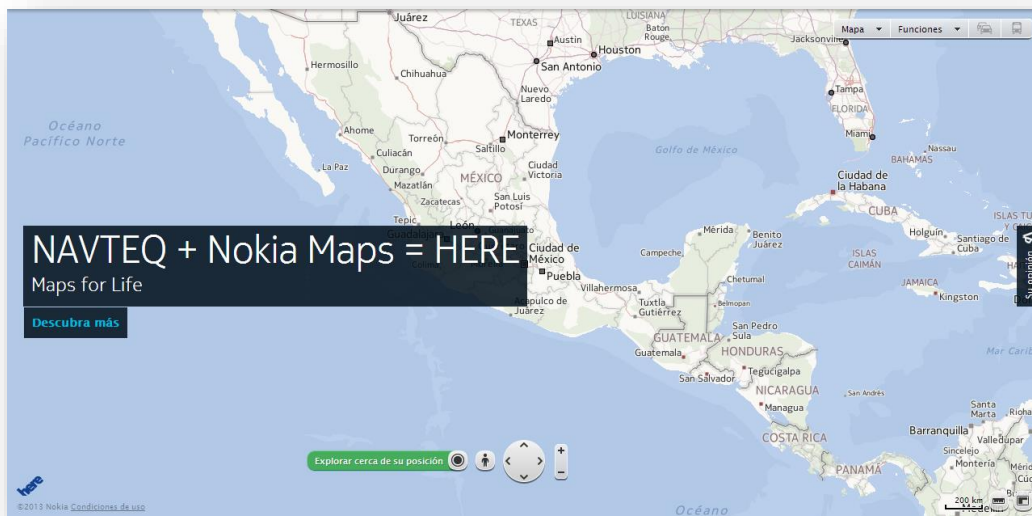 Juárez
TEXAS
LUISIANA
Baton
Rouge
Austin
Houston
San Antonio
Jacksonville
Mapa
Funciones
Hermosillo
Chihuahua
Nuevo
Laredo
Tampa
FLORIDA
Océano
Pacífico Norte
Ahome
Torreón
Monterrey
Saltillo
Golfo de México
Miami
Nassau
BAHAMAS
Culiacán
La Paz
Durango
Mazatlán
MÉXICO
Ciudad
Victoria
Ciudad de
la Habana
Zacatecas
San Luis
Potosí
CUBA
Tepic
León
Holguín
Santiago de
Cuba
NAVTEQ + Nokia Maps = HERE
Maps for Life
Descubra más
Ciudad de
México
Puebla
Mérida
Benito
Juárez
Campeche
ISLAS
CAIMÁN
Su opinión
Villahermosa
Chetumal
JAMAICA
Kingston
Acapulco de
Juárez
Tuxtla
Gutiérrez
Belmopan
San Pedro
Sula
GUATEMALA
Guatemala
HONDURAS
Tegucigalpa
San Salvador
NICARAGUA
Managua
San Andrés
Mar Carib
Santa
Marta
Rioha
Barranquilla
Valledupar
COSTA RICA
Sincelejo
Montería
PANAMÁ
Explorar cerca de su posición
+
−
here
©2013 Nokia Condiciones de uso
Océano
200 km
Medellín